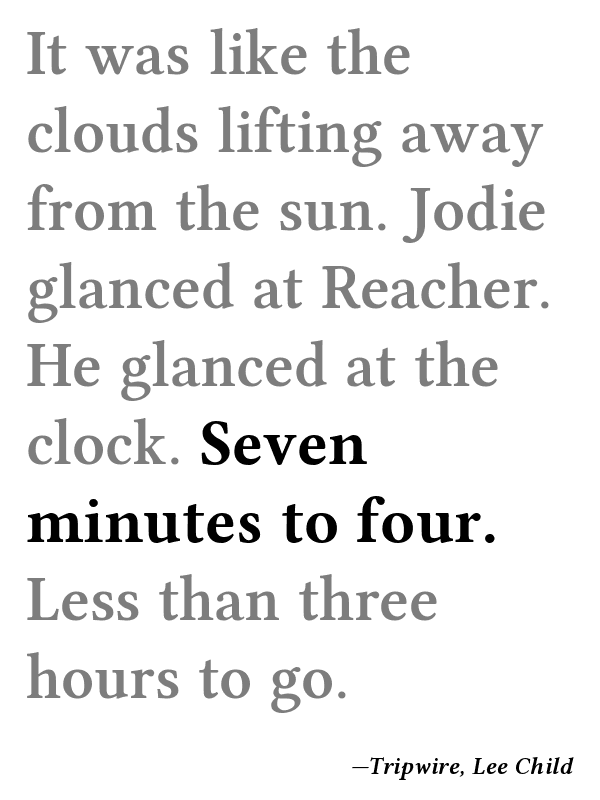 It was like the
clouds lifting away
from the sun. Jodie
glanced at Reacher.
He glanced at the
clock. Seven
minutes to four.
Less than three
hours to go.
—Tripwire, Lee Child